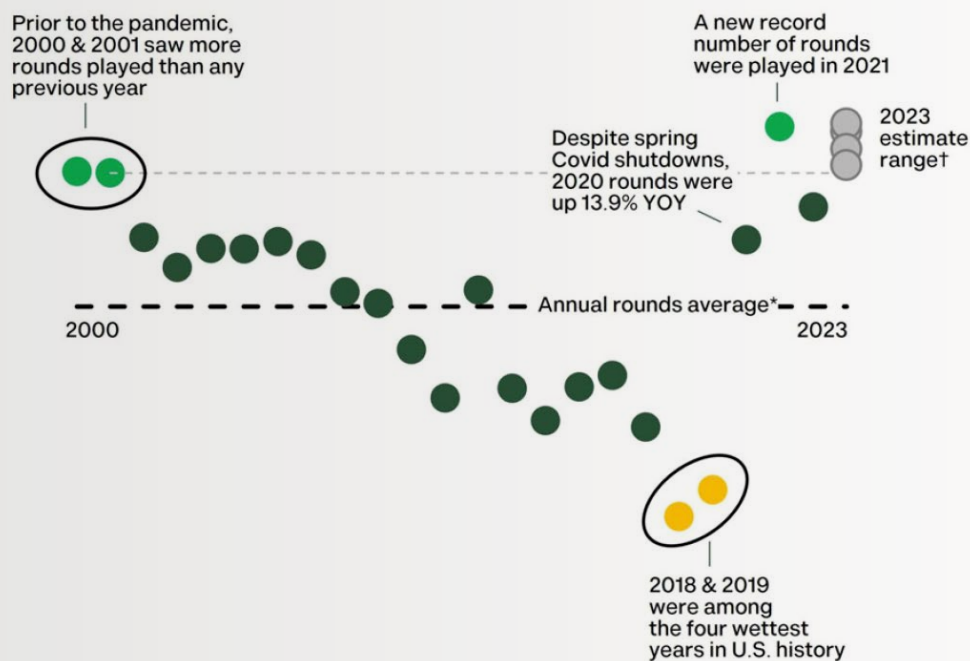 Prior to the pandemic,
2000 & 2001 saw more
rounds played than any
previous year
A new record
number of rounds
were played in 2021
2023
estimate
range†
Despite spring
Covid shutdowns,
2020 rounds were
up 13.9% YOY
Annual rounds average*
2000
2023
2018 & 2019
were among
the four wettest
years in U.S. history